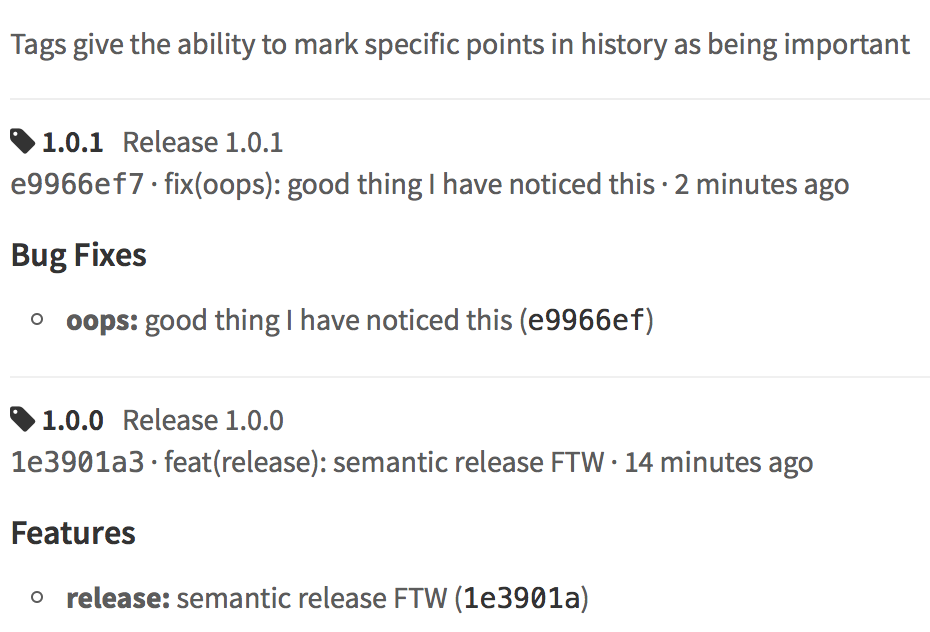 Tags give the ability to mark specific points in history as being important
1.0.1 Release 1.0.1
e9966ef7 · fix(oops): good thing I have noticed this · 2 minutes ago
Bug Fixes
oops: good thing I have noticed this (e9966ef)
1.0.0 Release 1.0.0
1e3901a3 · feat(release): semantic release FTW · 14 minutes ago
Features
release: semantic release FTW (1e3901a)